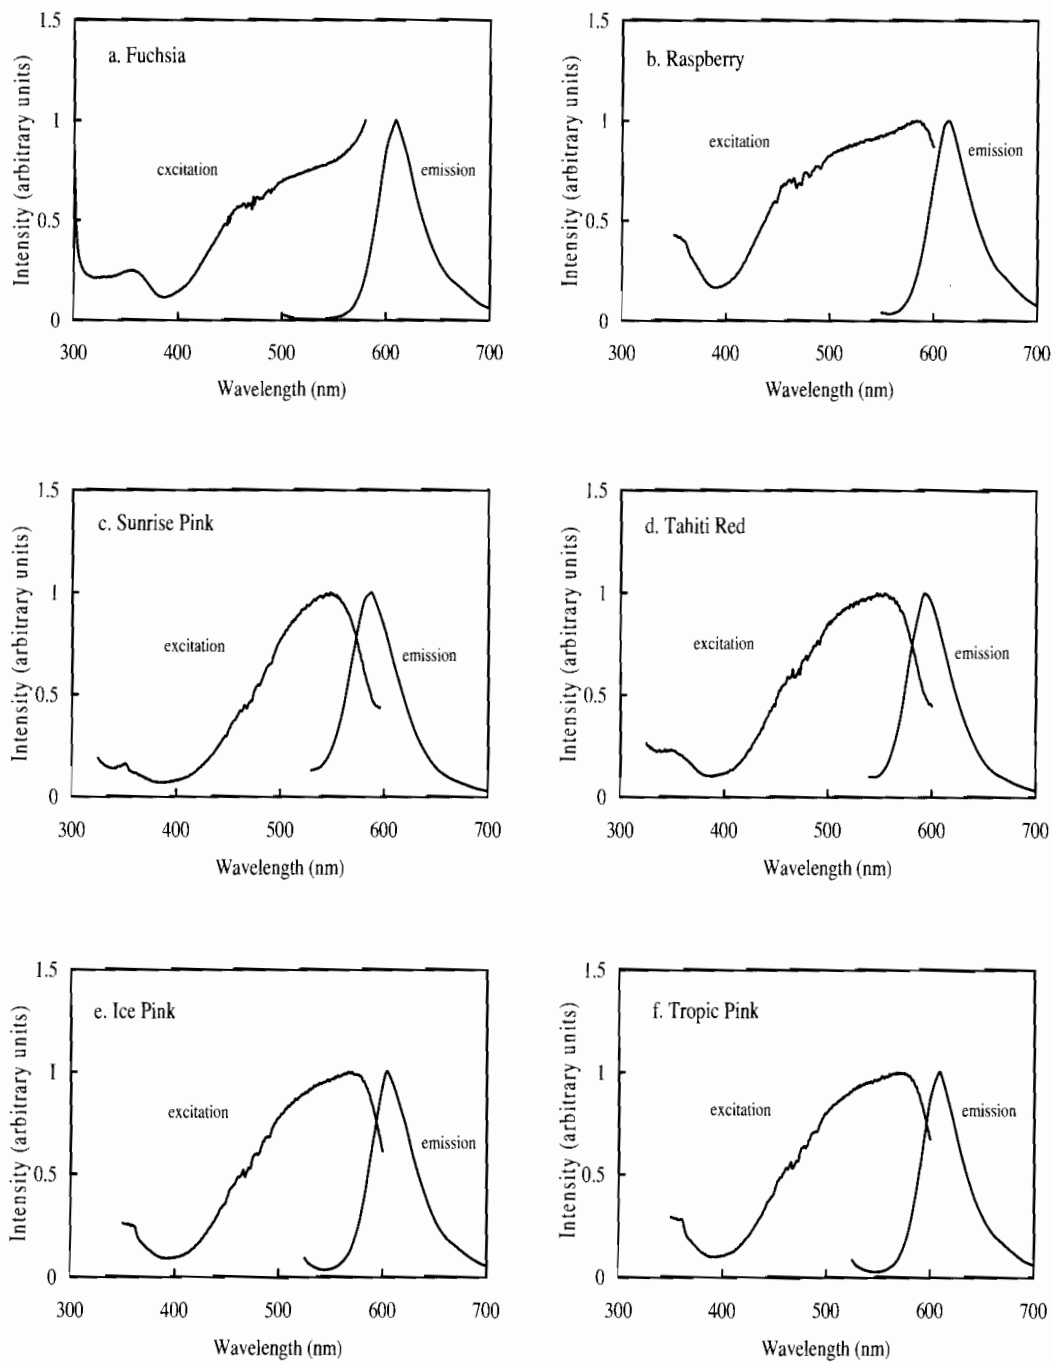 1.5
a. Fuchsia
1
excitation
emission
0.5
0
300 400 500 600 700
Wavelength (nm)
Intensity (arbitrary units)
1.5
b. Raspberry
1
excitation
emission
0.5
0
300 400 500 600 700
Wavelength (nm)
Intensity (arbitrary units)
1.5
c. Sunrise Pink
1
excitation
emission
0.5
0
300 400 500 600 700
Wavelength (nm)
Intensity (arbitrary units)
1.5
d. Tahiti Red
1
excitation
emission
0.5
0
300 400 500 600 700
Wavelength (nm)
Intensity (arbitrary units)
1.5
e. Ice Pink
1
excitation
emission
0.5
0
300 400 500 600 700
Wavelength (nm)
Intensity (arbitrary units)
1.5
f. Tropic Pink
1
excitation
emission
0.5
0
300 400 500 600 700
Wavelength (nm)
Intensity (arbitrary units)